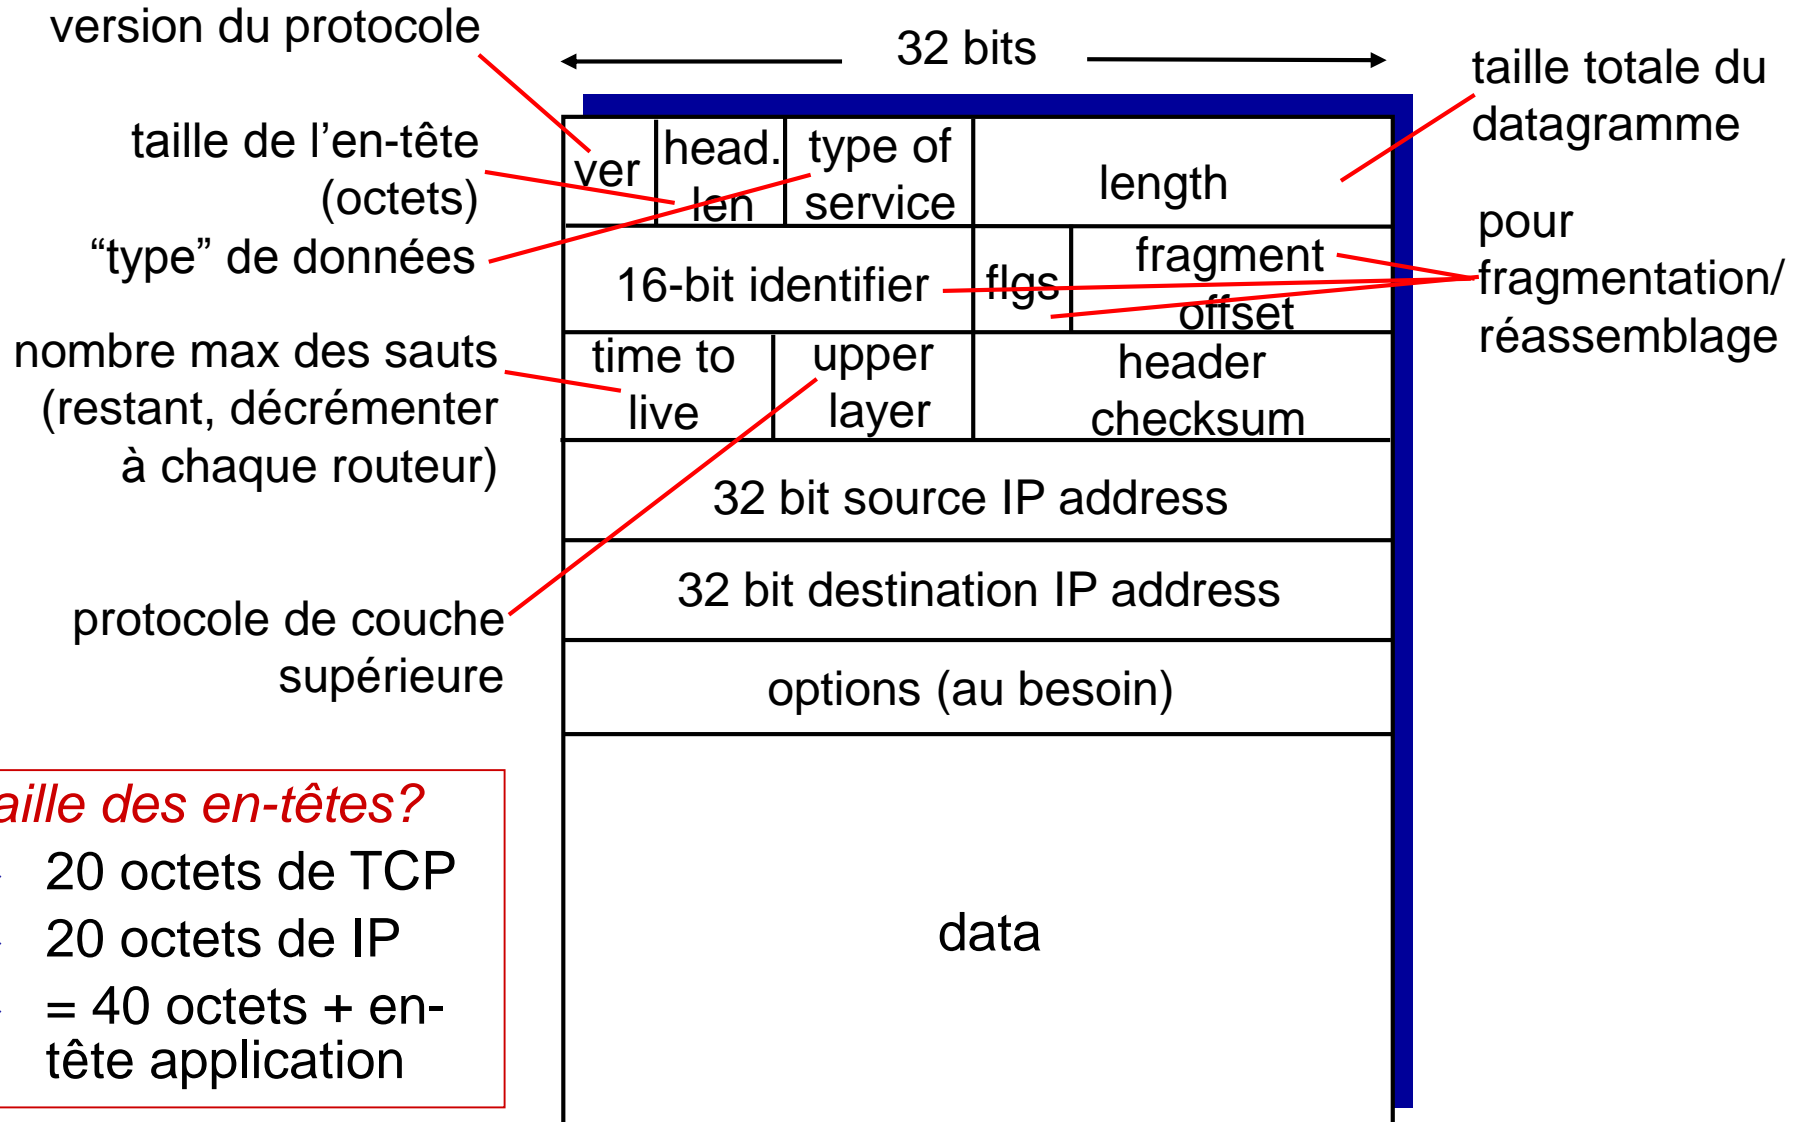 version du protocole
32 bits
taille totale du
datagramme
taille de l’en-tête
(octets)
“type” de données
ver
head.
len
type of
service
length
pour
fragmentation/
réassemblage
16-bit identifier
flgs
fragment
offset
nombre max des sauts
(restant, décrémenter
à chaque routeur)
time to
live
upper
layer
header
checksum
32 bit source IP address
32 bit destination IP address
protocole de couche
supérieure
options (au besoin)
aille des en-têtes?
20 octets de TCP
20 octets de IP
= 40 octets + en-
tête application
data